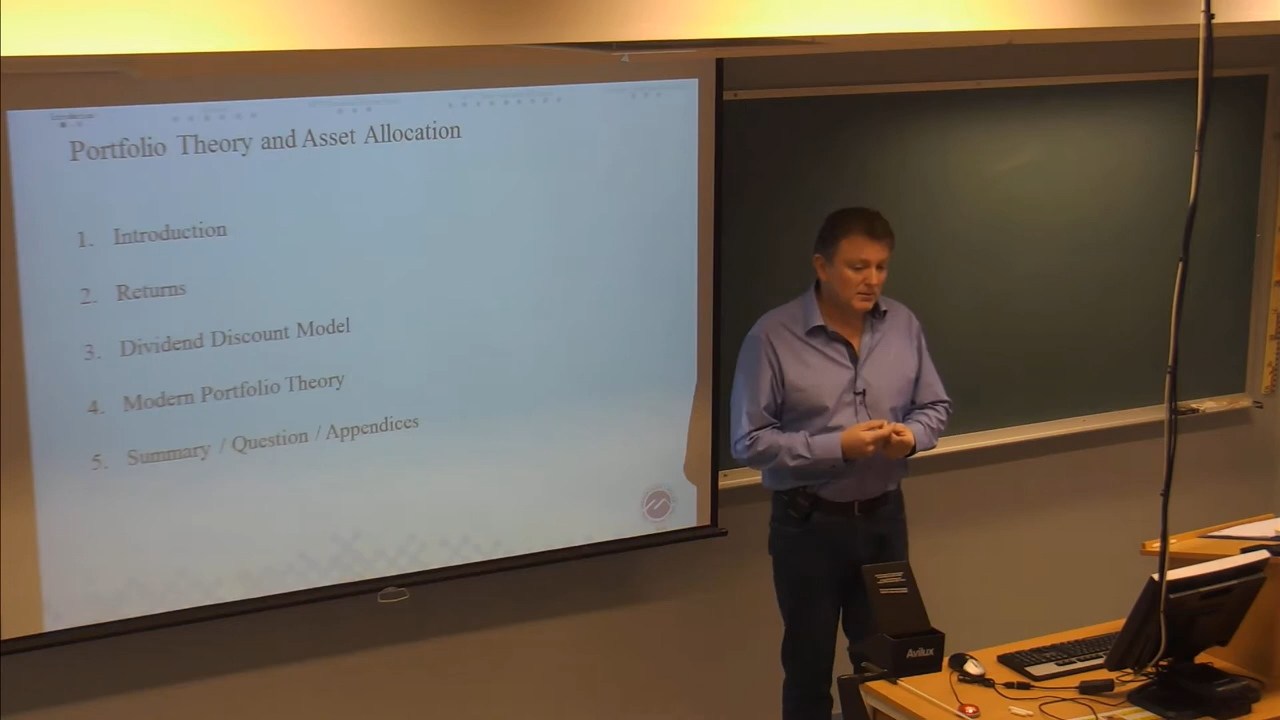 Introduction
Portfolio Theory and Asset Allocation
1. Introduction
2. Returns
3. Dividend Discount Model
4. Modern Portfolio Theory
5. Summary / Question / Appendices
Avilux